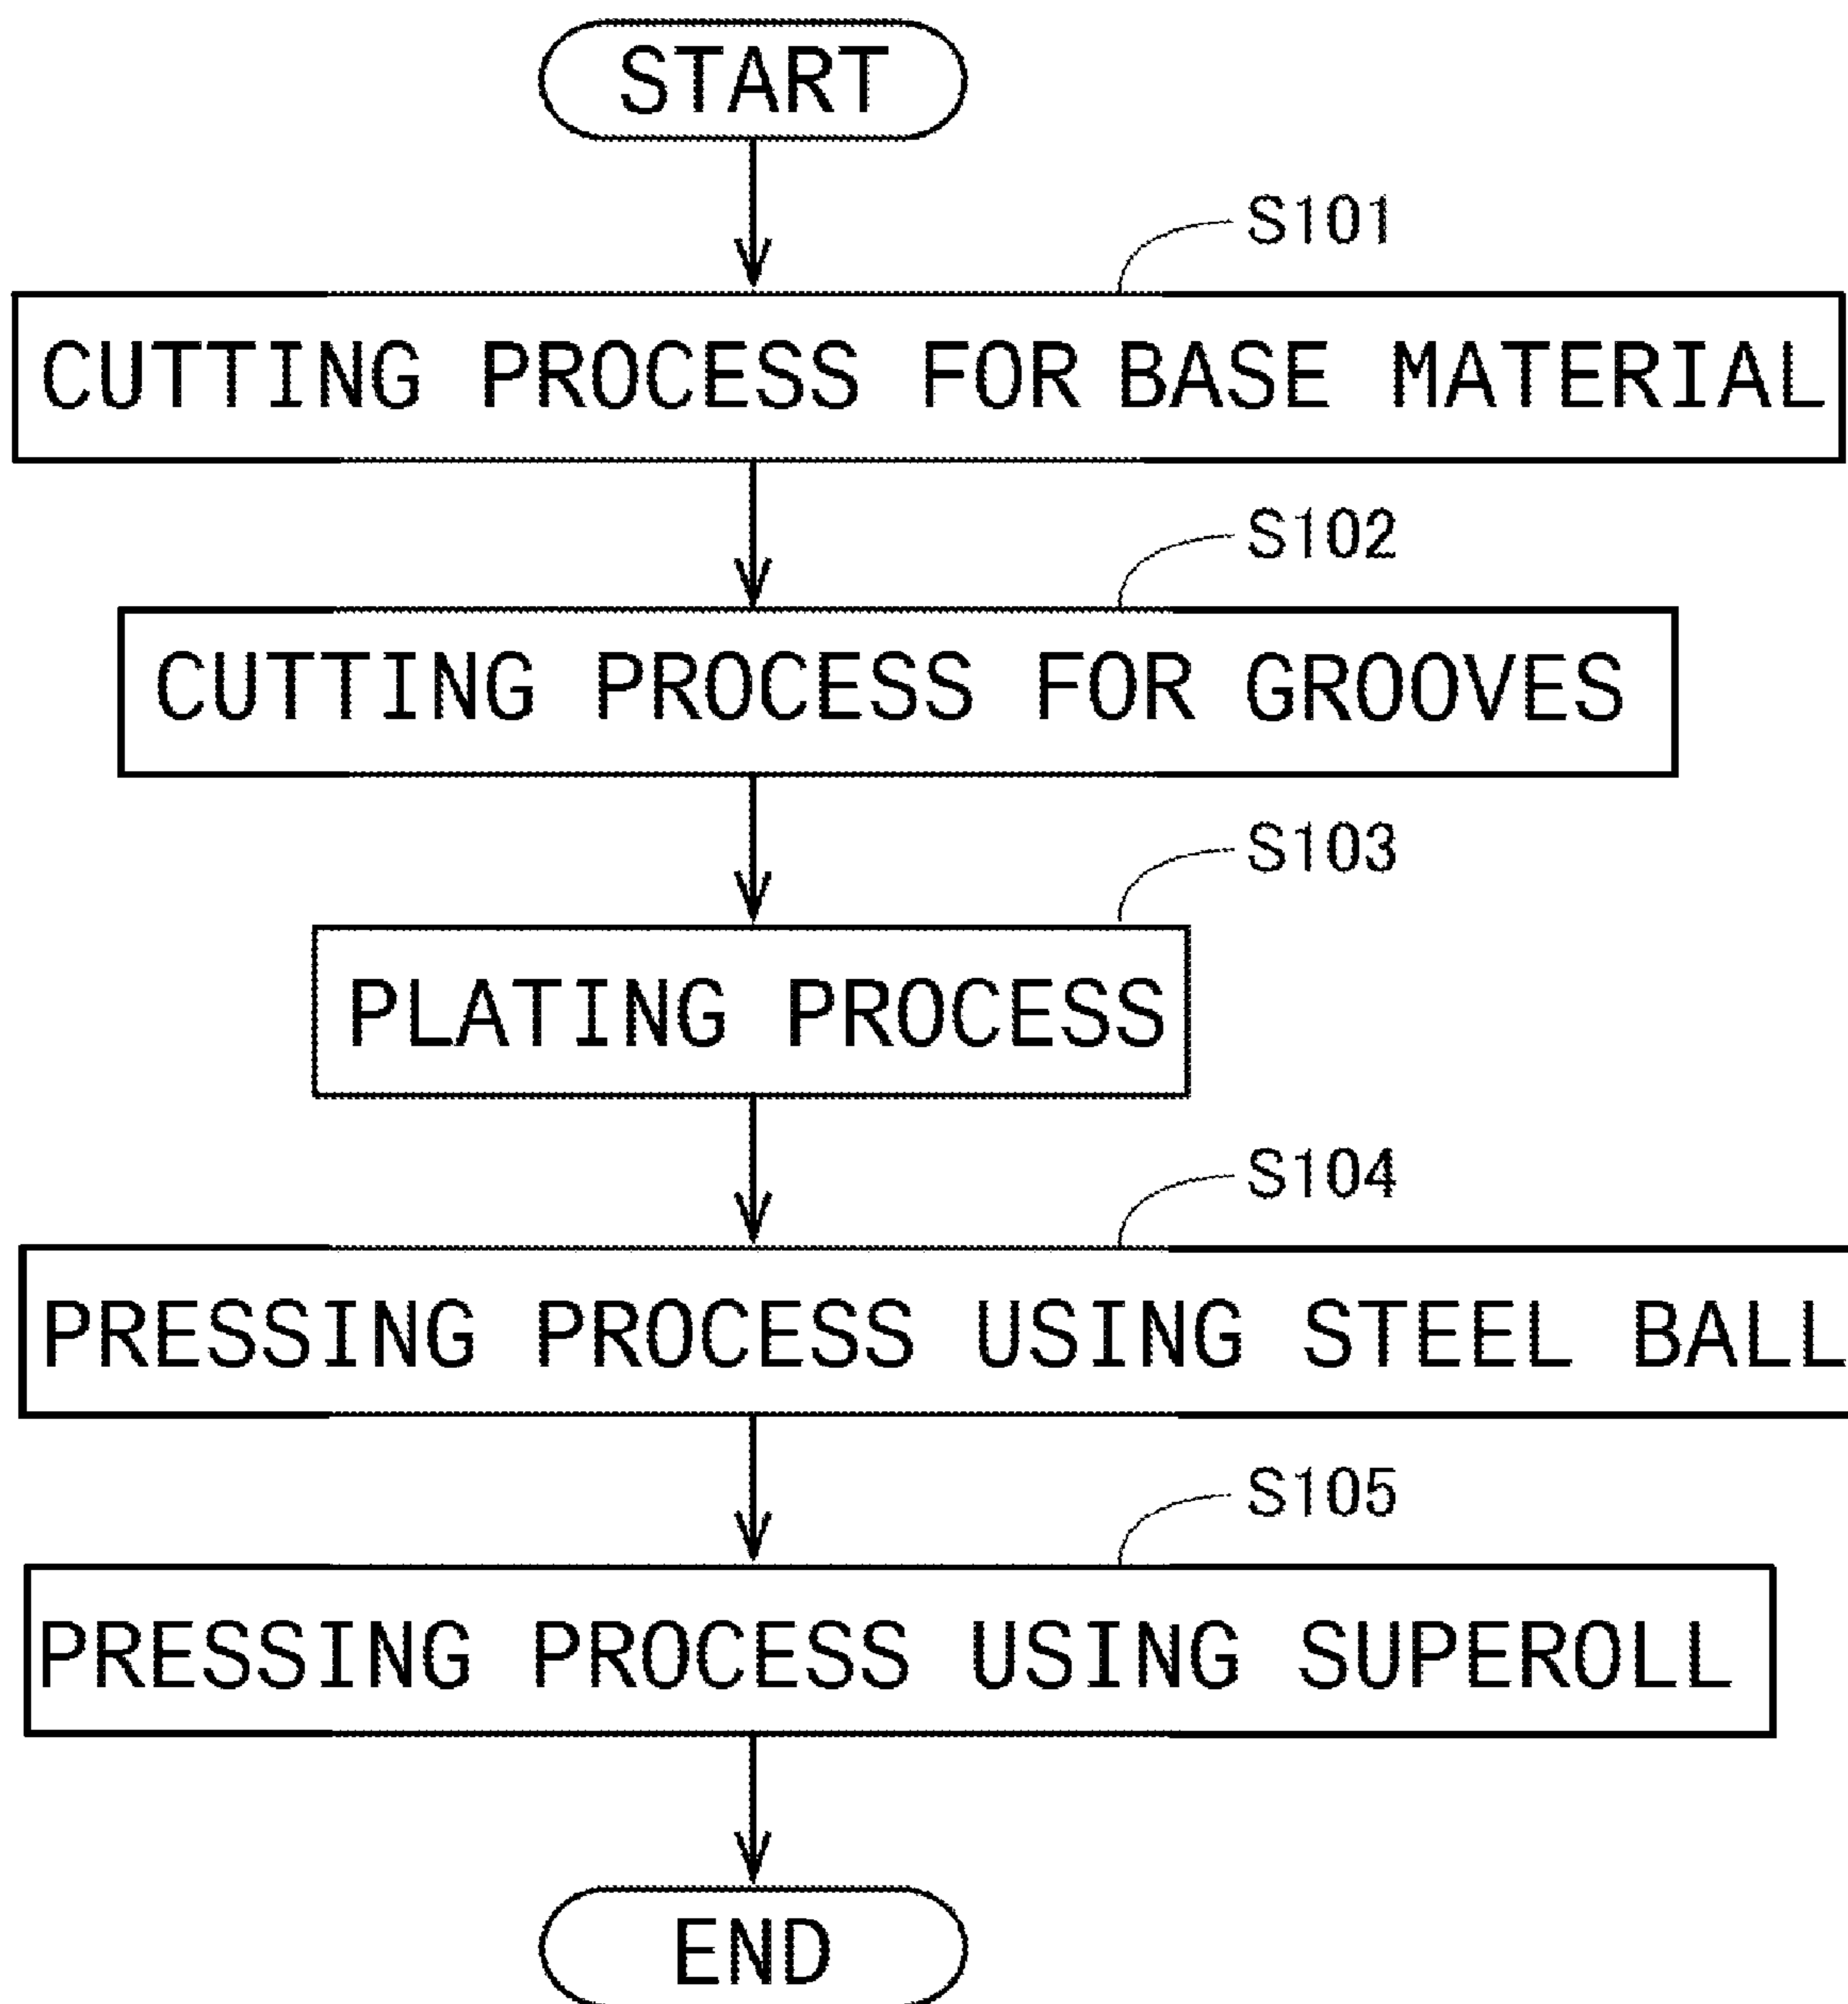 START
S101
CUTTING PROCESS FOR BASE MATERIAL
S102
CUTTING PROCESS FOR GROOVES
S103
PLATING PROCESS
S104
PRESSING PROCESS USING STEEL BALL
S105
PRESSING PROCESS USING SUPEROLL
END